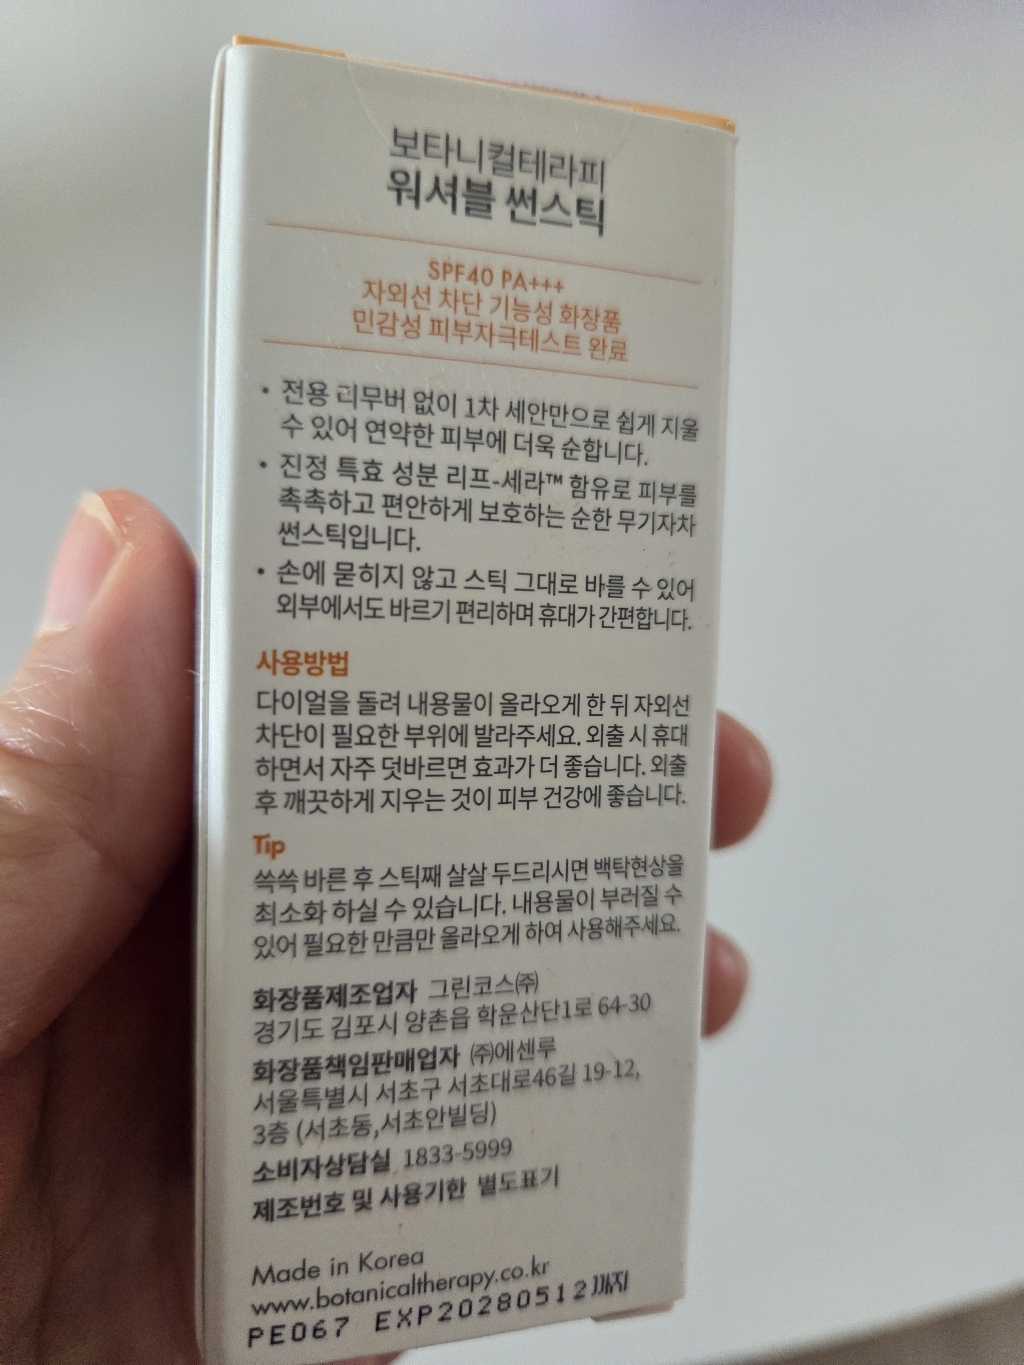 보타니컬테라피
워셔블 썬스틱
SPF40 PA+++
자외선 차단 기능성 화장품
민감성 피부자극테스트 완료
• 전용 리무버 없이 1차 세안만으로 쉽게 지울
수 있어 연약한 피부에 더욱 순합니다.
• 진정 특효 성분 리프-세라™ 함유로 피부를
촉촉하고 편안하게 보호하는 순한 무기자차
썬스틱입니다.
• 손에 묻히지 않고 스틱 그대로 바를 수 있어
외부에서도 바르기 편리하며 휴대가 간편합니다.
사용방법
다이얼을 돌려 내용물이 올라오게 한 뒤 자외선
차단이 필요한 부위에 발라주세요. 외출 시 휴대
하면서 자주 덧바르면 효과가 더 좋습니다. 외출
후 깨끗하게 지우는 것이 피부 건강에 좋습니다.
Tip
쓱쓱 바른 후 스틱째 살살 두드리시면 백탁현상을
최소화 하실 수 있습니다. 내용물이 부러질 수
있어 필요한 만큼만 올라오게 하여 사용해주세요.
화장품제조업자 그린코스㈜
경기도 김포시 양촌읍 학운산단1로 64-30
화장품책임판매업자 ㈜에센루
서울특별시 서초구 서초대로46길 19-12,
3층 (서초동,서초안빌딩)
소비자상담실 1833-5999
제조번호 및 사용기한 별도표기
Made in Korea
www.botanicaltherapy.co.kr
PE067 EXP20280512까지